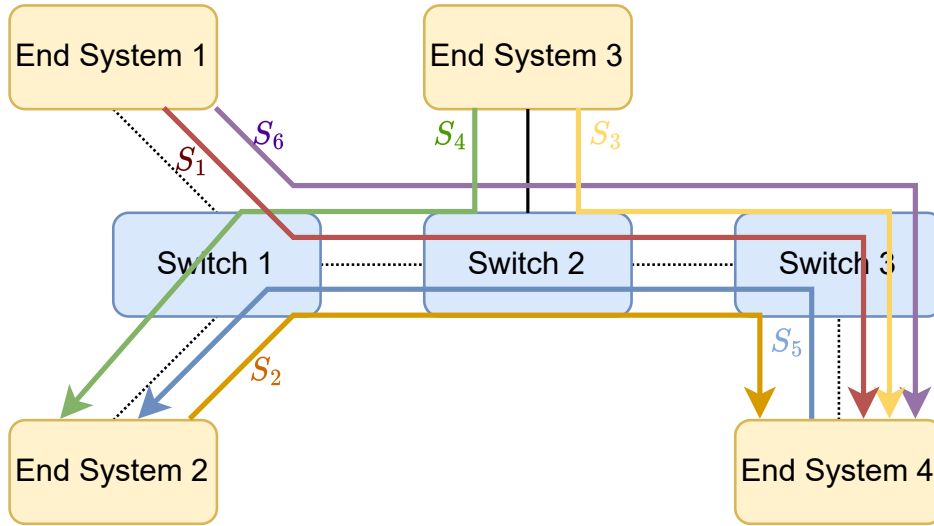 End System 1
End System 3
S₆
S₄
S₃
S₁
Switch 1
Switch 2
Switch 3
S₅
S₂
End System 2
End System 4